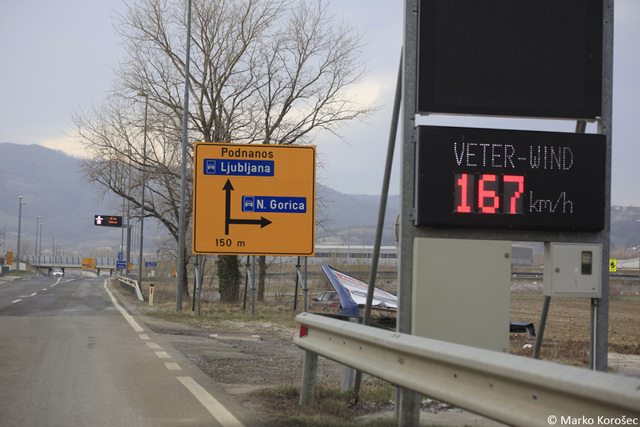 Podnanos
Ljubljana
N. Gorica
150 m
VETER-WIND
167 km/h
© Marko Korošec